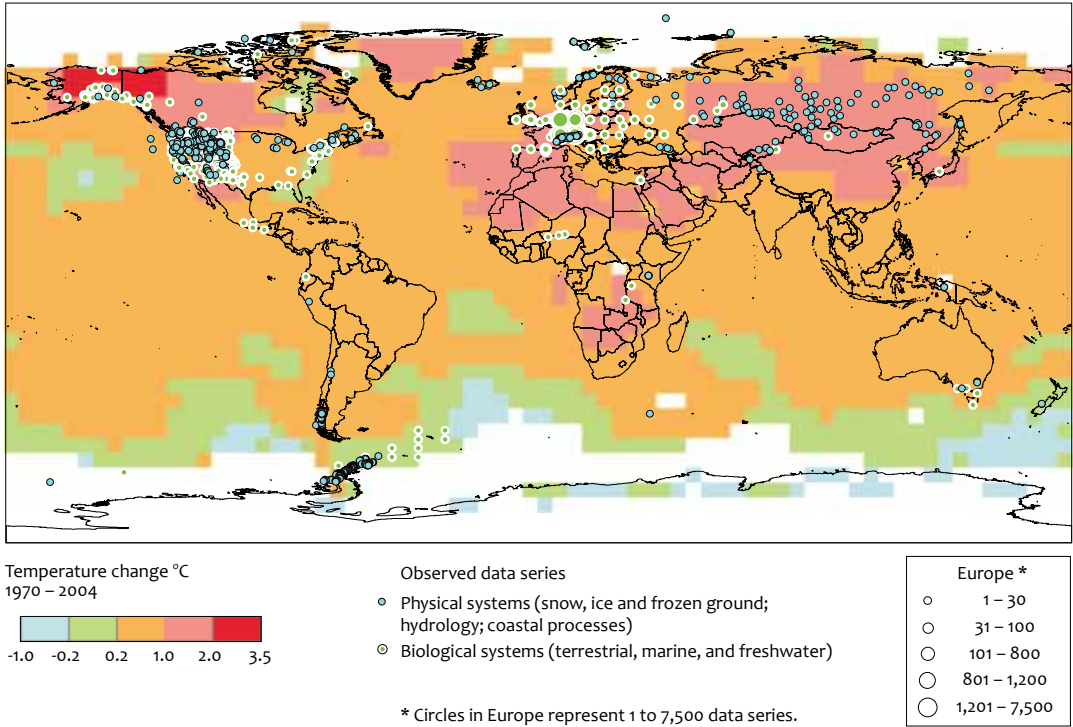 Temperature change °C
1970 – 2004
-1.0 -0.2 0.2 1.0 2.0 3.5
Observed data series
Physical systems (snow, ice and frozen ground;
hydrology; coastal processes)
Biological systems (terrestrial, marine, and freshwater)
* Circles in Europe represent 1 to 7,500 data series.
Europe *
1 – 30
31 – 100
101 – 800
801 – 1,200
1,201 – 7,500